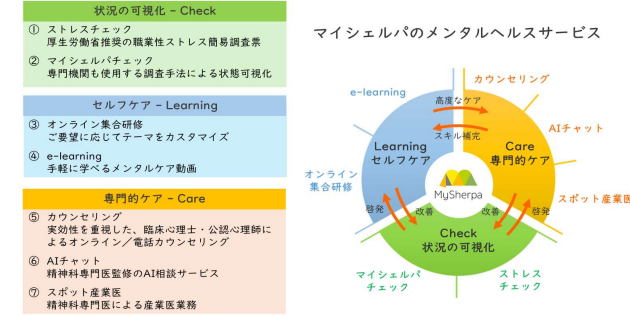 状況の可視化 – Check
① ストレスチェック
厚生労働省推奨の職業性ストレス簡易調査票
② マイシェルパチェック
専門機関も使用する調査手法による状態可視化
セルフケア – Learning
③ オンライン集合研修
ご要望に応じてテーマをカスタマイズ
④ e-learning
手軽に学べるメンタルケア動画
専門的ケア – Care
⑤ カウンセリング
実効性を重視した、臨床心理士・公認心理師に
よるオンライン／電話カウンセリング
⑥ AIチャット
精神科専門医監修のAI相談サービス
⑦ スポット産業医
精神科専門医による産業医業務
マイシェルパのメンタルヘルスサービス
カウンセリング
e-learning
高度なケア
AIチャット
スキル補完
Learning
セルフケア
Care
専門的ケア
オンライン
集合研修
MySherpa
スポット産業医
啓発
改善
改善
啓発
Check
状況の可視化
マイシェルパ
チェック
ストレス
チェック